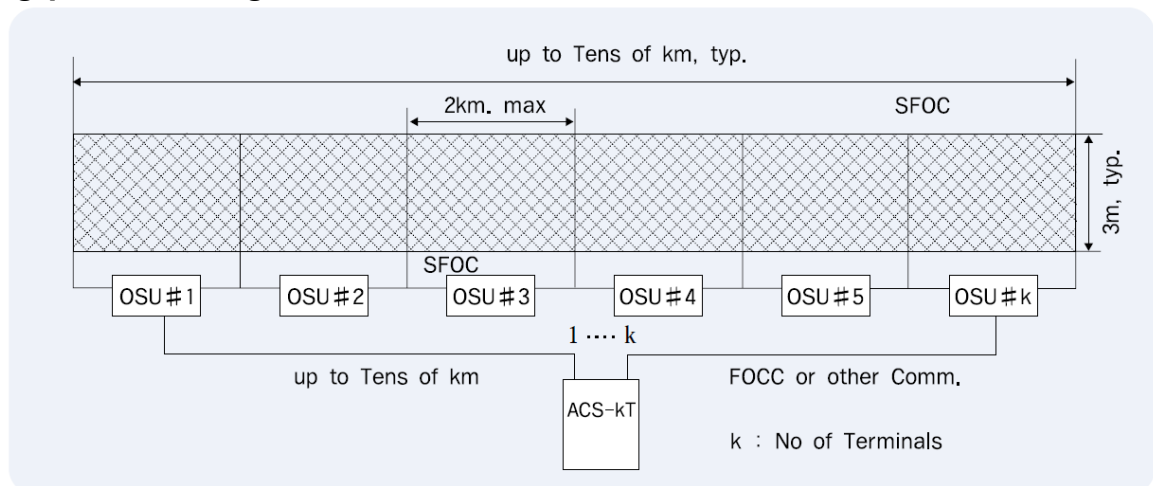 up to Tens of km, typ.
2km. max
SFOC
3m, typ.
SFOC
OSU#1
OSU#2
OSU#3
OSU#4
OSU#5
OSU#k
1 ···· k
up to Tens of km
FOCC or other Comm.
ACS-kT
k : No of Terminals